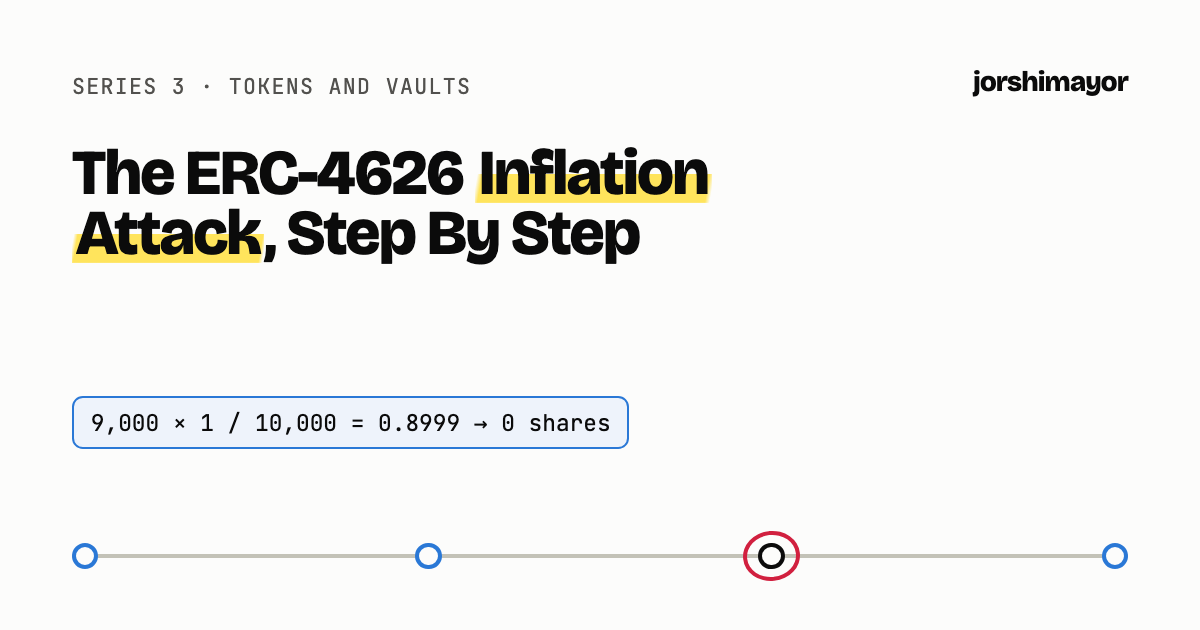 SERIES 3 · TOKENS AND VAULTS
jorshimayor
The ERC-4626 Inflation
Attack, Step By Step
9,000 × 1 / 10,000 = 0.8999 → 0 shares